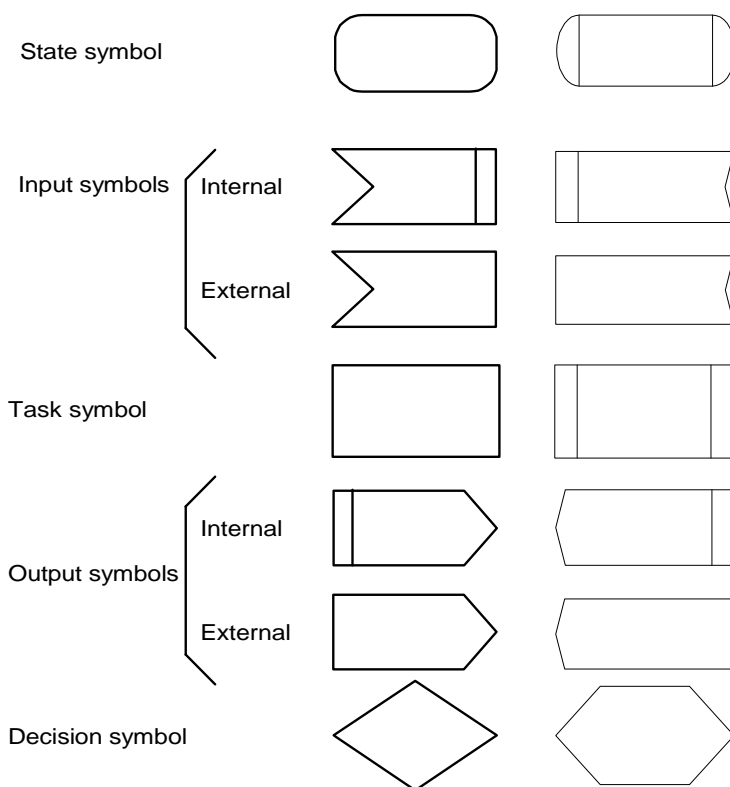 State symbol
Input symbols
Internal
External
Task symbol
Output symbols
Internal
External
Decision symbol